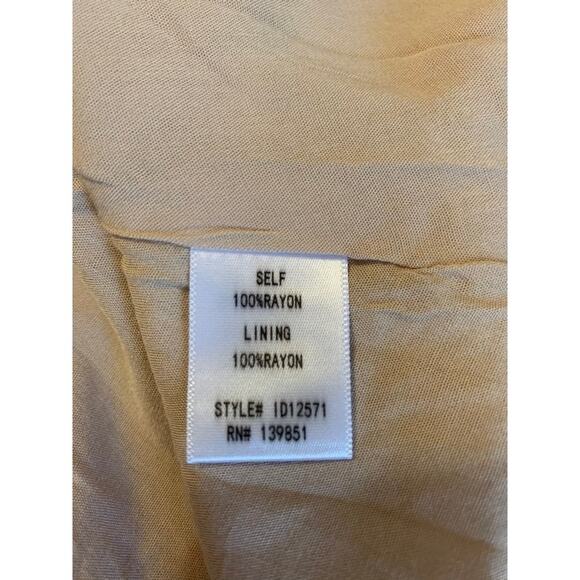 SELF
100%RAYON
LINING
100%RAYON
STYLE# ID12571
RN# 139851